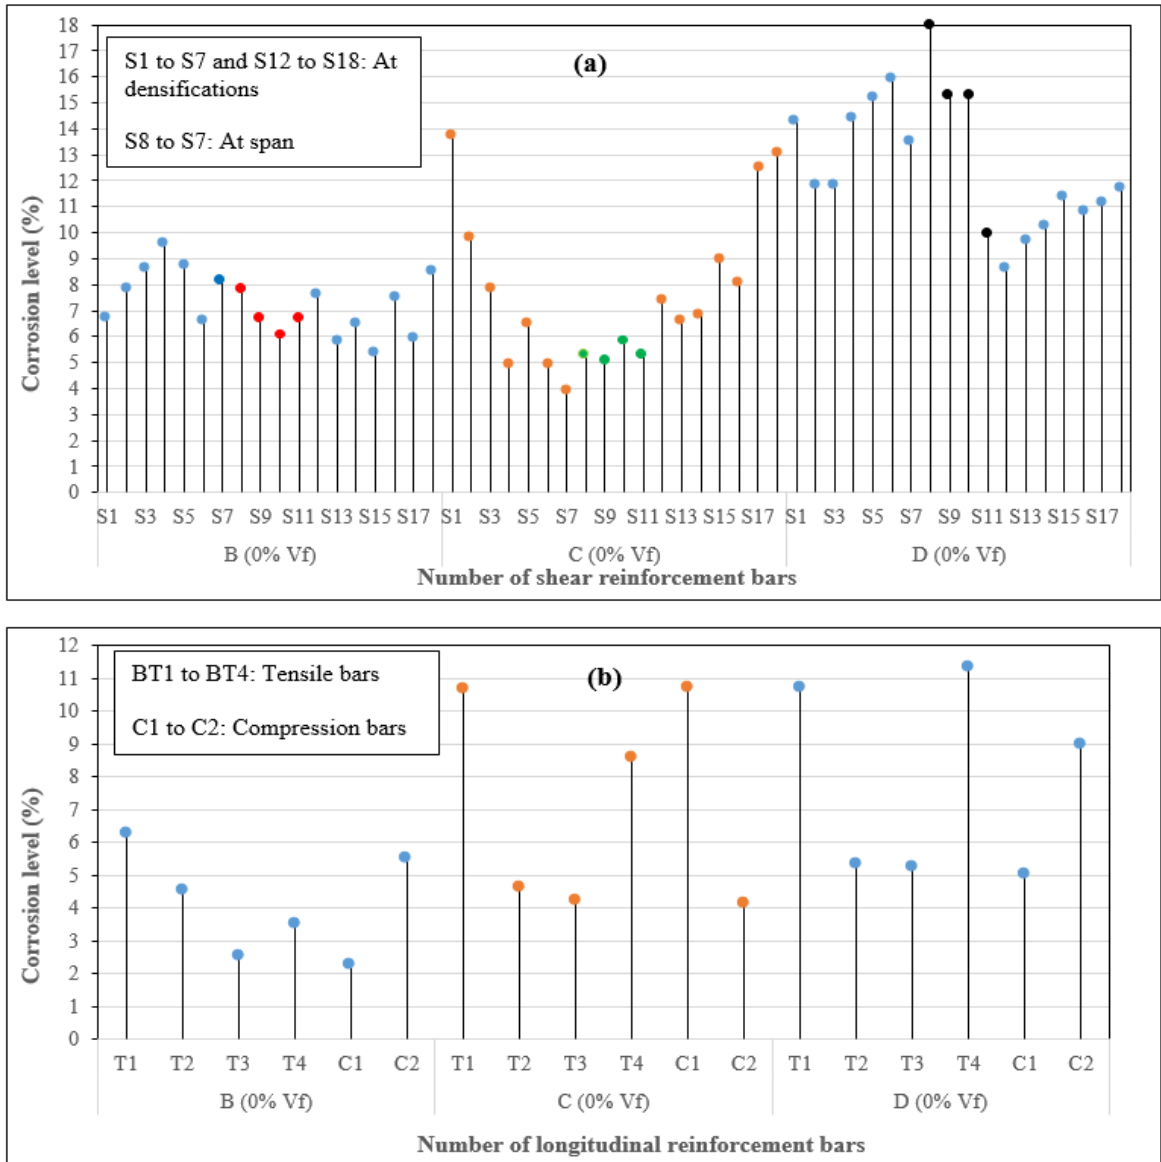 18
17
16
15
14
13
12
11
10
9
8
7
6
5
4
3
2
1
0
Corrosion level (%)
S1 to S7 and S12 to S18: At
densifications
S8 to S7: At span
(a)
S1 S3 S5 S7 S9 S11 S13 S15 S17 S1 S3 S5 S7 S9 S11 S13 S15 S17 S1 S3 S5 S7 S9 S11 S13 S15 S17
B (0% Vf) C (0% Vf) D (0% Vf)
Number of shear reinforcement bars
12
11
10
9
8
7
6
5
4
3
2
1
0
Corrosion level (%)
BT1 to BT4: Tensile bars
C1 to C2: Compression bars
(b)
T1 T2 T3 T4 C1 C2 T1 T2 T3 T4 C1 C2 T1 T2 T3 T4 C1 C2
B (0% Vf) C (0% Vf) D (0% Vf)
Number of longitudinal reinforcement bars